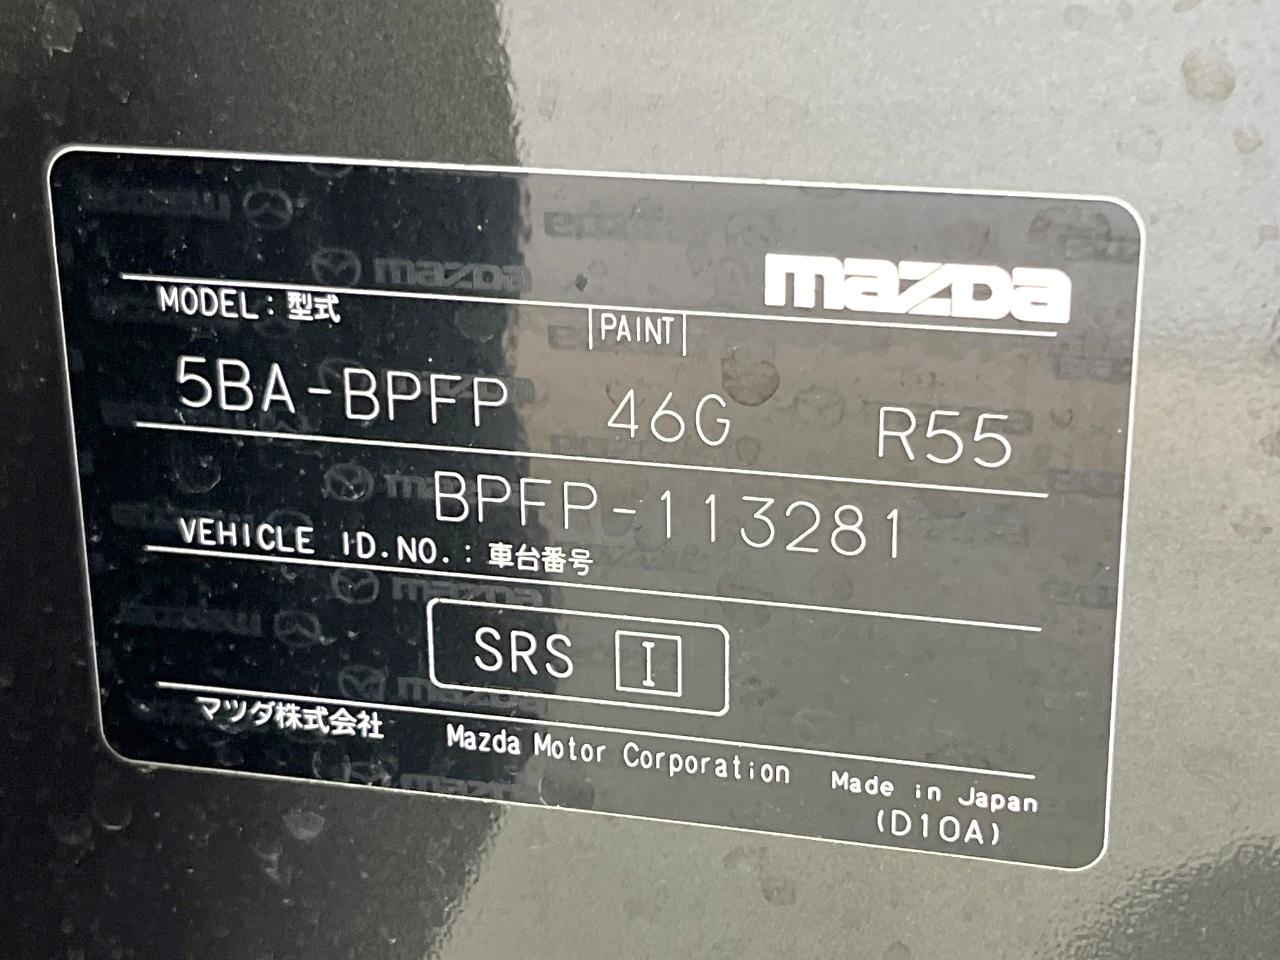 mazda
MODEL : 型式 PAINT
5BA-BPFP 46G R55
BPFP-113281
VEHICLE I.D.NO. : 車台番号
SRS I
マツダ株式会社 Mazda Motor Corporation Made in Japan
(D10A)